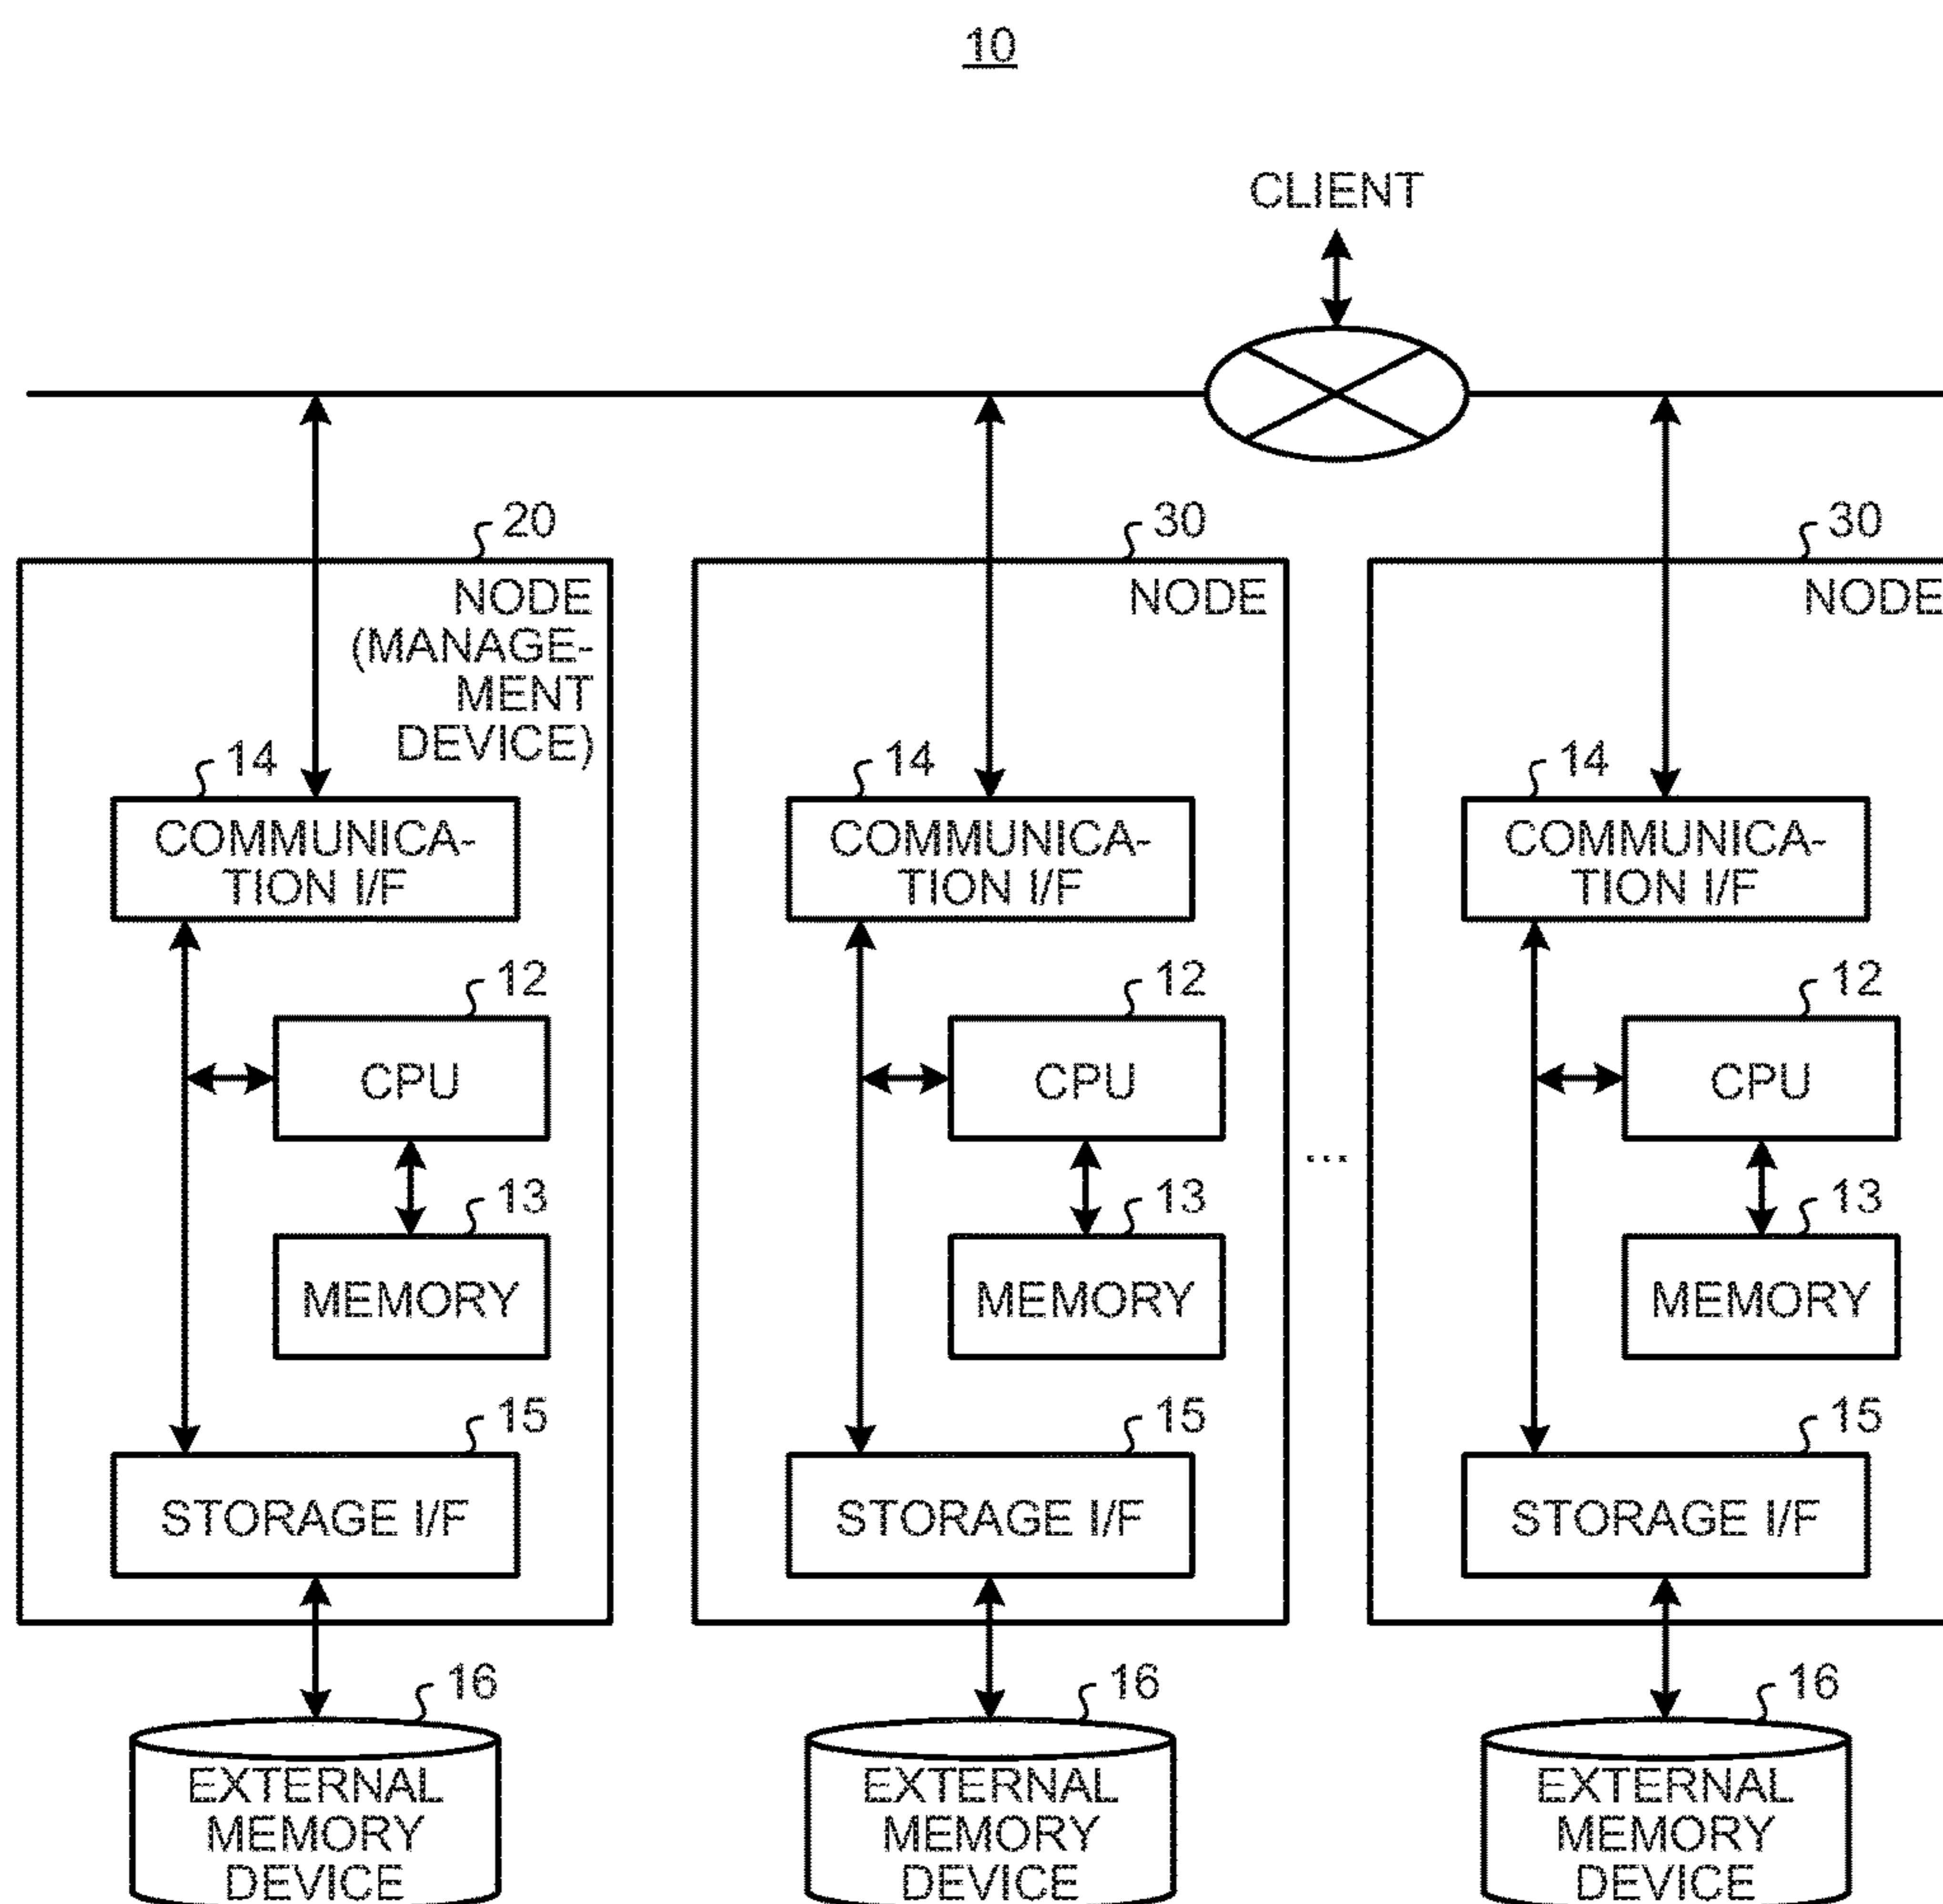 10
CLIENT
20
30
30
NODE
(MANAGE-
MENT
DEVICE)
NODE
NODE
14
14
14
COMMUNICA-
TION I/F
COMMUNICA-
TION I/F
COMMUNICA-
TION I/F
12
12
12
CPU
CPU
CPU
...
13
13
13
MEMORY
MEMORY
MEMORY
15
15
15
STORAGE I/F
STORAGE I/F
STORAGE I/F
16
16
16
EXTERNAL
MEMORY
DEVICE
EXTERNAL
MEMORY
DEVICE
EXTERNAL
MEMORY
DEVICE